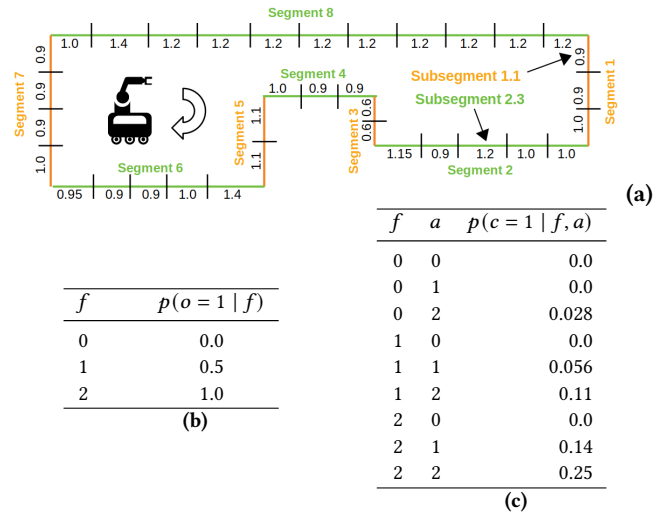 Segment 8
1.0 1.4 1.2 1.2 1.2 1.2 1.2 1.2 1.2 1.2
Segment 7
0.9
0.9
0.9
1.0
Segment 1
0.9
0.9
1.0
Subsegment 1.1
Segment 4
1.0 0.9 0.9
Subsegment 2.3
Segment 5
1.1
1.1
Segment 3
0.6
0.6
1.15 0.9 1.2 1.0 1.0
Segment 2
Segment 6
0.95 0.9 0.9 1.0 1.4
(a)
f p(o = 1 | f)
0 0.0
1 0.5
2 1.0
(b)
f a p(c = 1 | f, a)
0 0 0.0
0 1 0.0
0 2 0.028
1 0 0.0
1 1 0.056
1 2 0.11
2 0 0.0
2 1 0.14
2 2 0.25
(c)